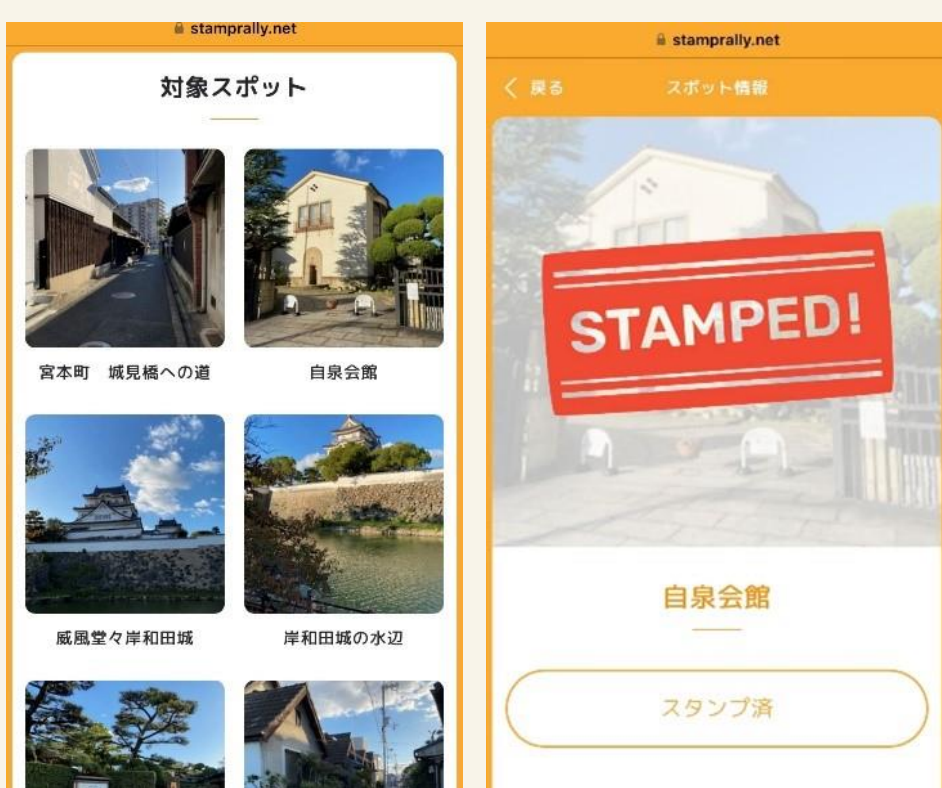 stamprally.net
対象スポット
宮本町 城見橋への道
自泉会館
威風堂々岸和田城
岸和田城の水辺
stamprally.net
戻る
スポット情報
STAMPED!
自泉会館
スタンプ済